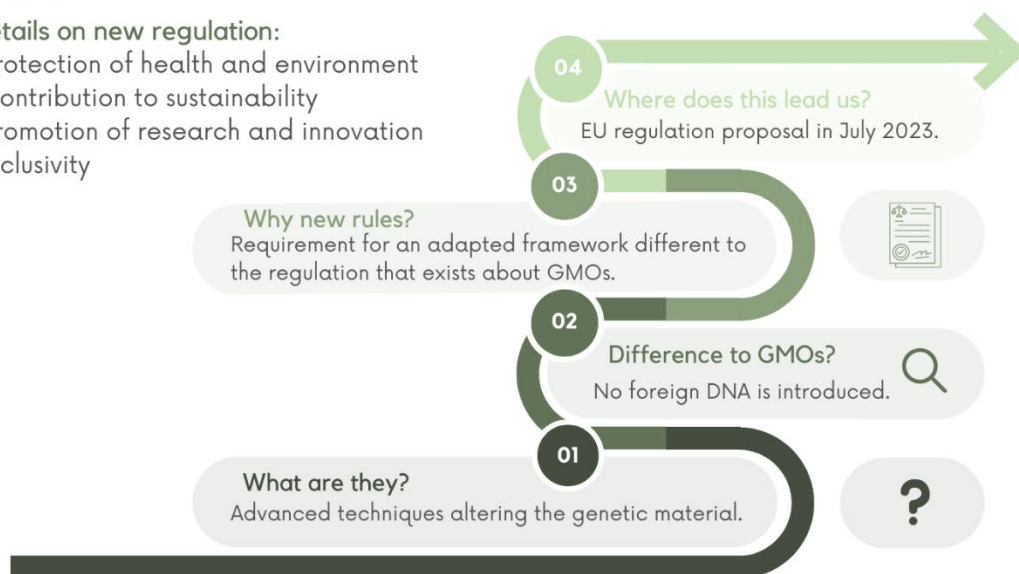 etails on new regulation:
rotection of health and environment
ontribution to sustainability
romotion of research and innovation
clusivity
04
Where does this lead us?
EU regulation proposal in July 2023.
03
Why new rules?
Requirement for an adapted framework different to
the regulation that exists about GMOs.
02
Difference to GMOs?
No foreign DNA is introduced.
01
What are they?
Advanced techniques altering the genetic material.
?